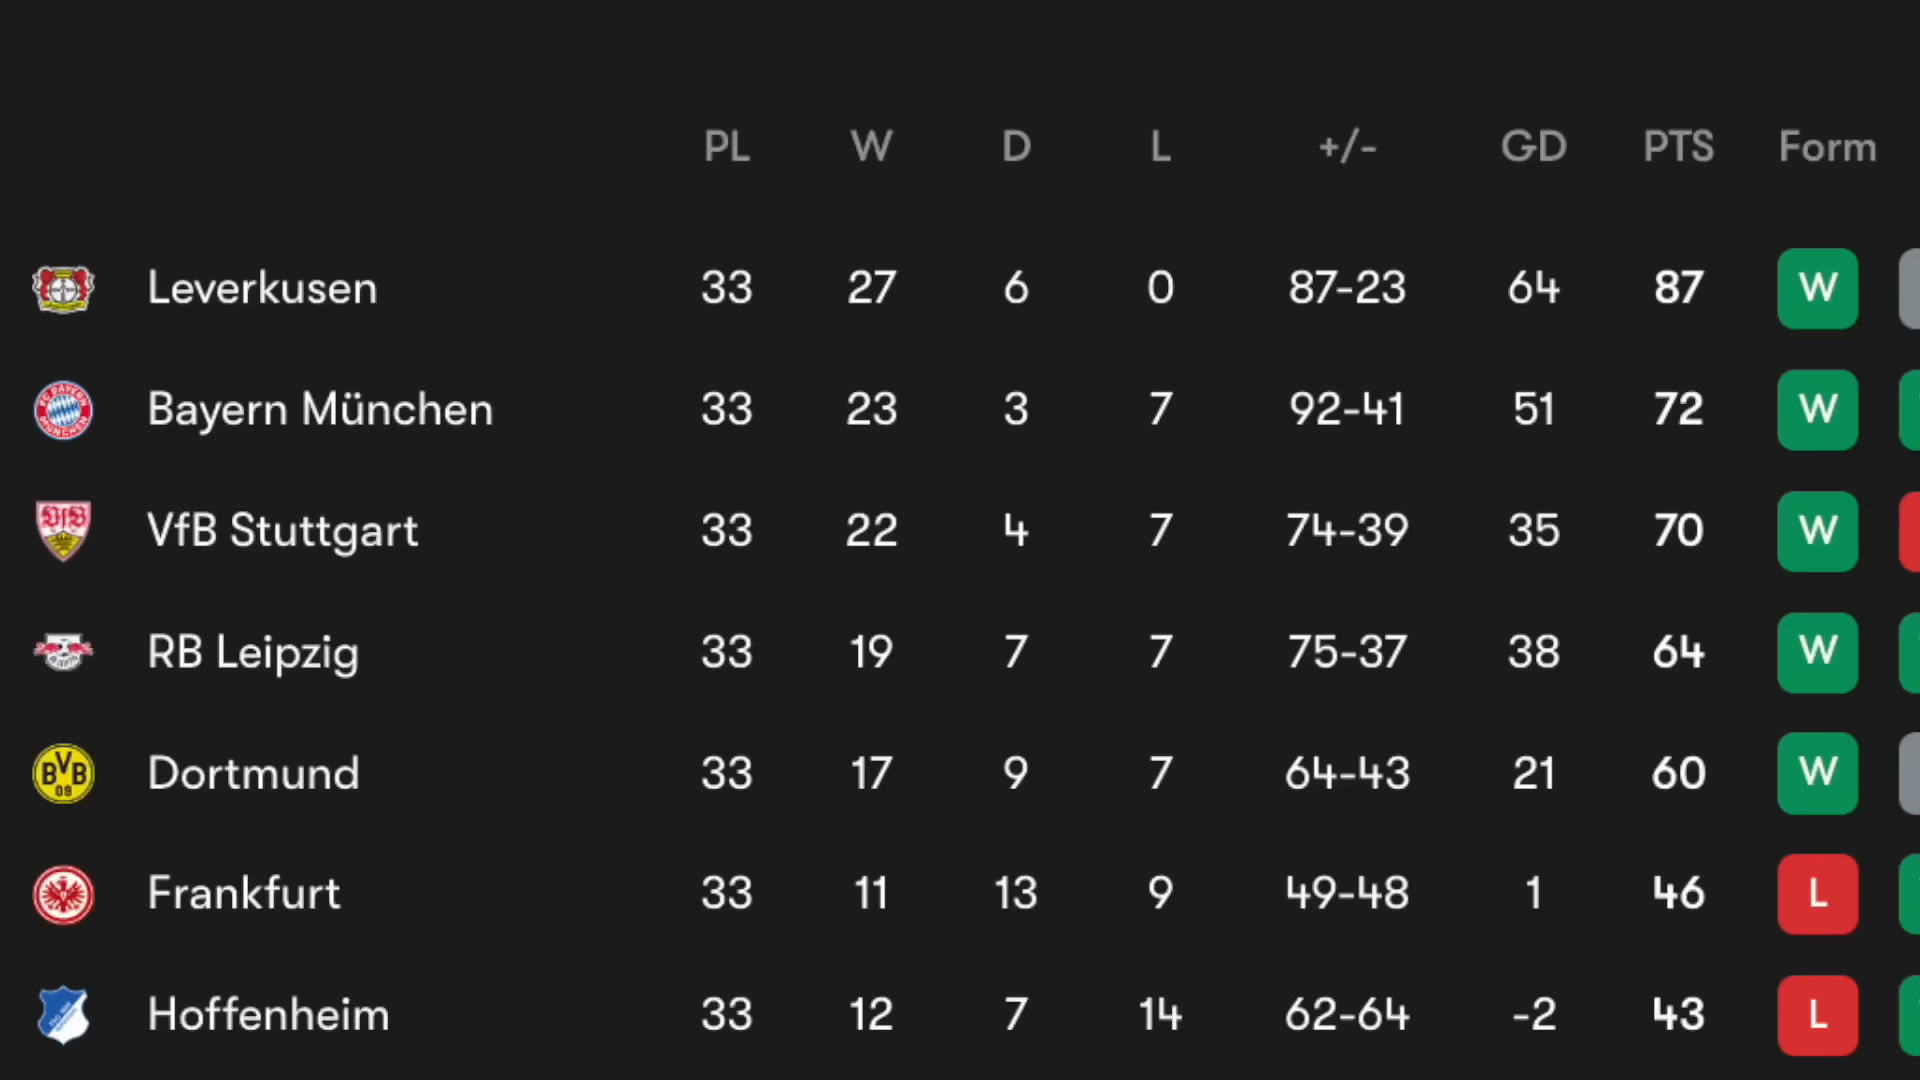 PL W D L +/- GD PTS Form
Leverkusen 33 27 6 0 87-23 64 87 W
Bayern München 33 23 3 7 92-41 51 72 W
VfB Stuttgart 33 22 4 7 74-39 35 70 W
RB Leipzig 33 19 7 7 75-37 38 64 W
BVB 09 Dortmund 33 17 9 7 64-43 21 60 W
Frankfurt 33 11 13 9 49-48 1 46 L
Hoffenheim 33 12 7 14 62-64 -2 43 L